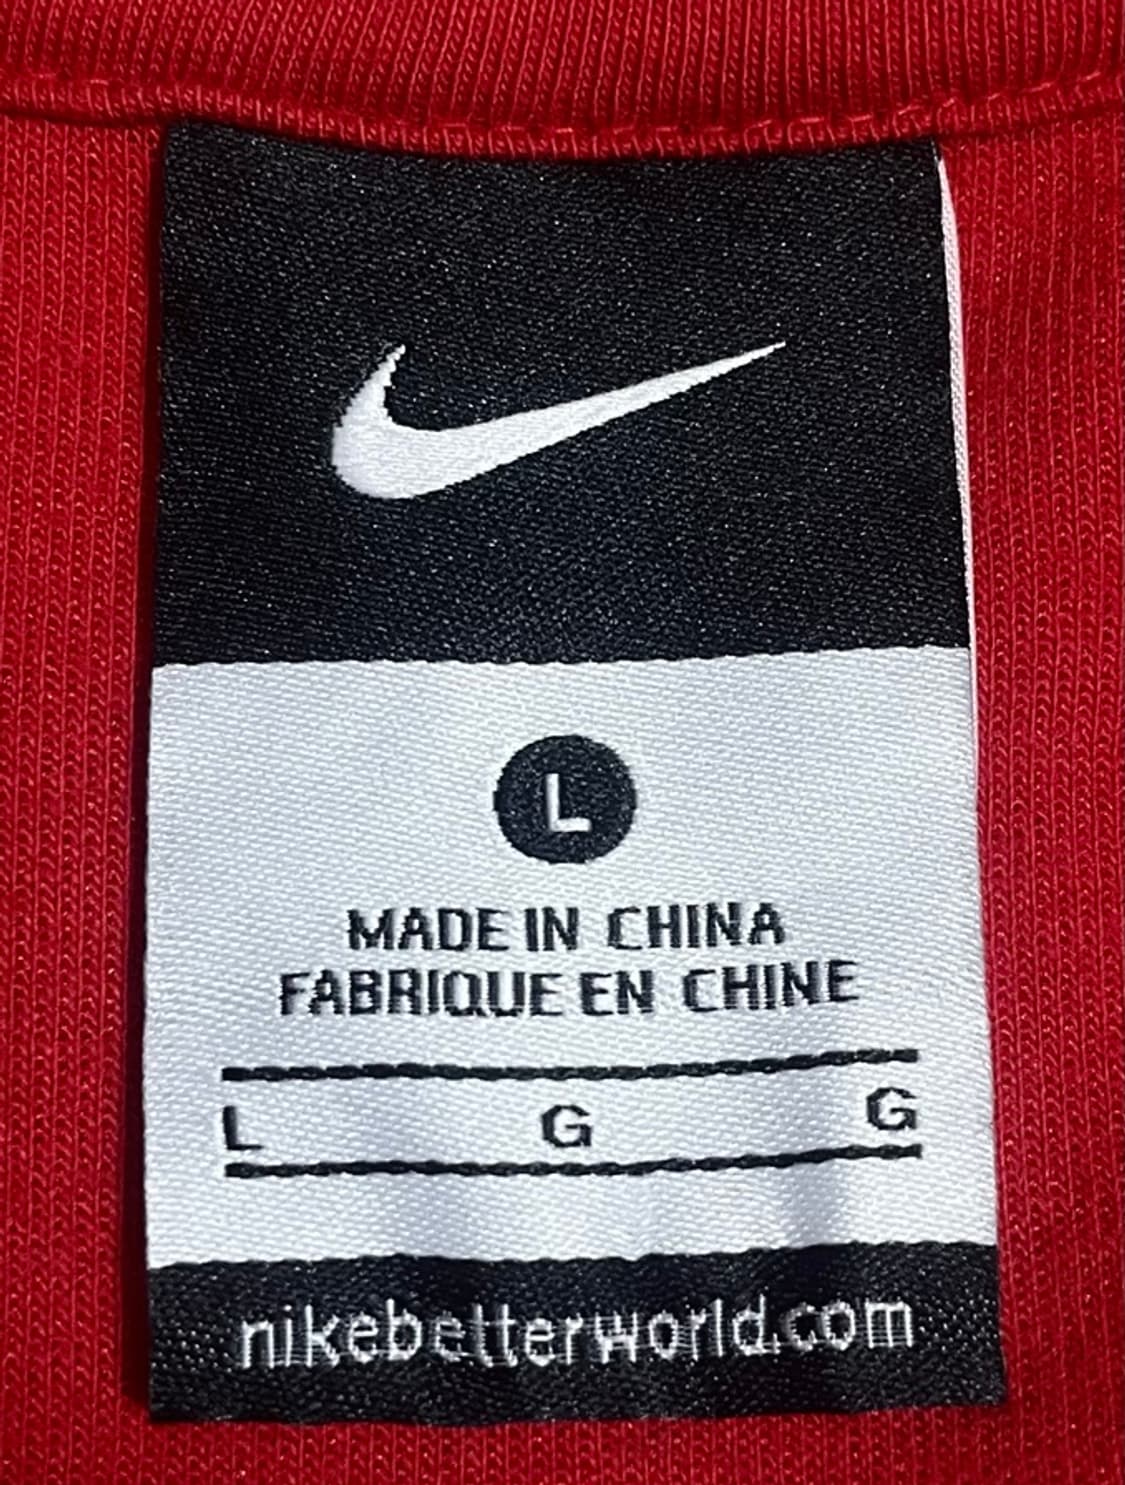 L
MADE IN CHINA
FABRIQUE EN CHINE
L G G
nikebetterworld.com